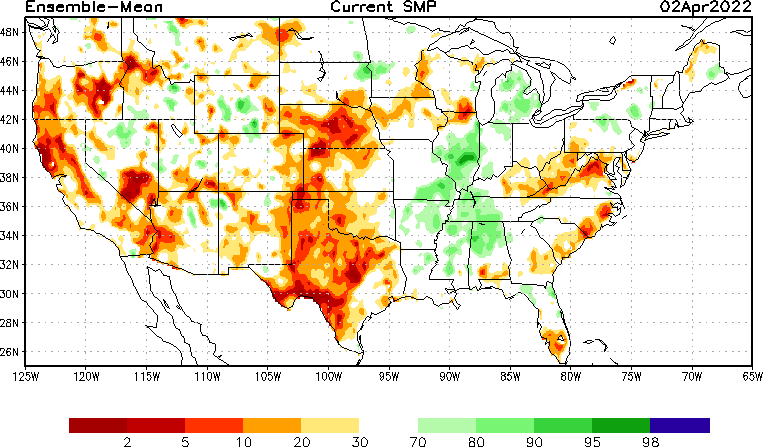 Ensemble-Mean Current SMP 02Apr2022
48N
46N
44N
42N
40N
38N
36N
34N
32N
30N
28N
26N
125W 120W 115W 110W 105W 100W 95W 90W 85W 80W 75W 70W 65W
2 5 10 20 30 70 80 90 95 98